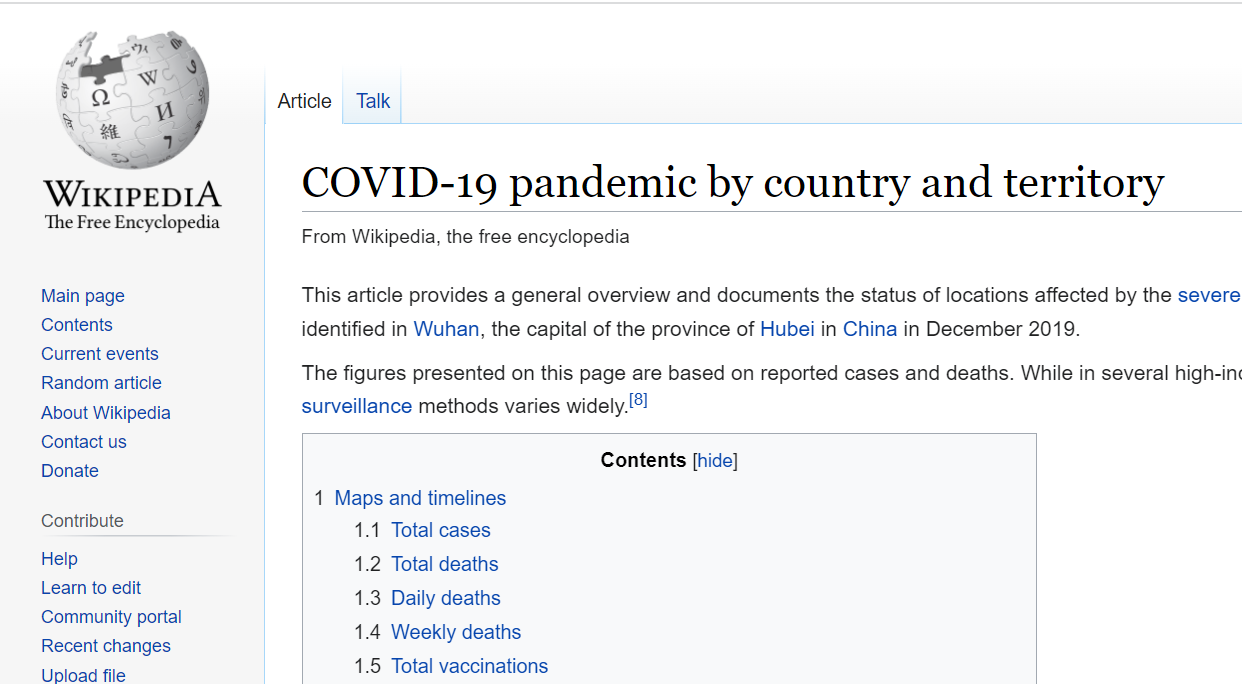 WIKIPEDIA
The Free Encyclopedia
Main page
Contents
Current events
Random article
About Wikipedia
Contact us
Donate
Contribute
Help
Learn to edit
Community portal
Recent changes
Upload file
Article
Talk
COVID-19 pandemic by country and territory
From Wikipedia, the free encyclopedia
This article provides a general overview and documents the status of locations affected by the severe
identified in Wuhan, the capital of the province of Hubei in China in December 2019.
The figures presented on this page are based on reported cases and deaths. While in several high-in
surveillance methods varies widely.[8]
Contents [hide]
1 Maps and timelines
1.1 Total cases
1.2 Total deaths
1.3 Daily deaths
1.4 Weekly deaths
1.5 Total vaccinations